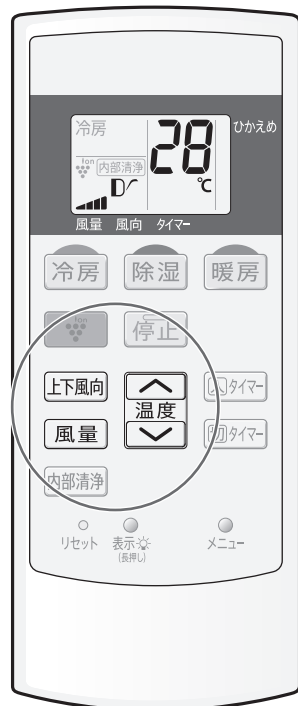 冷房 28℃ ひかえめ
Ion 内部清浄
風量 風向 タイマー
冷房 除湿 暖房
停止
上下風向 温度 入タイマー
風量 切タイマー
内部清浄
リセット 表示 メニュー
(長押し)